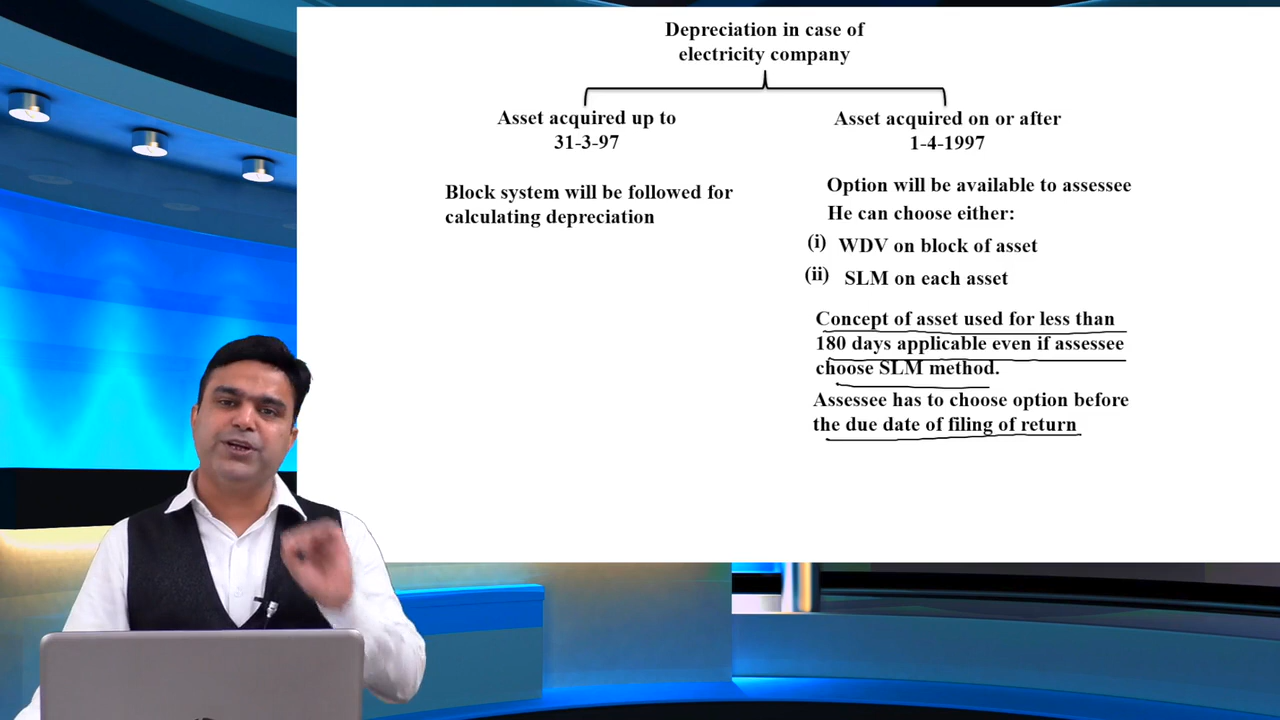 Depreciation in case of
electricity company
Asset acquired up to
31-3-97
Block system will be followed for
calculating depreciation
Asset acquired on or after
1-4-1997
Option will be available to assessee
He can choose either:
(i) WDV on block of asset
(ii) SLM on each asset
Concept of asset used for less than
180 days applicable even if assessee
choose SLM method.
Assessee has to choose option before
the due date of filing of return